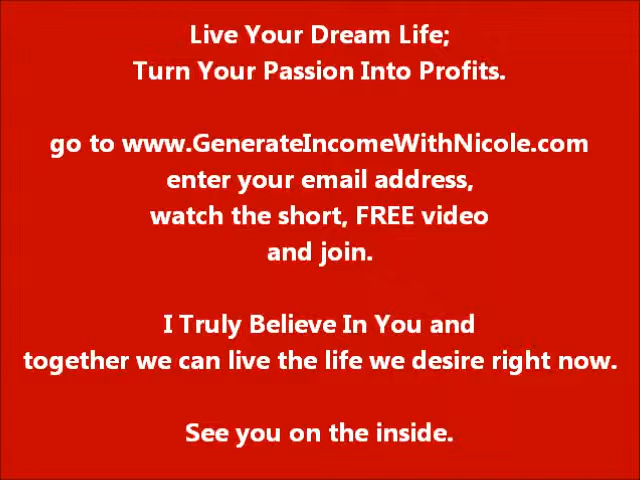 Live Your Dream Life;
Turn Your Passion Into Profits.
go to www.GenerateIncomeWithNicole.com
enter your email address,
watch the short, FREE video
and join.
I Truly Believe In You and
together we can live the life we desire right now.
See you on the inside.